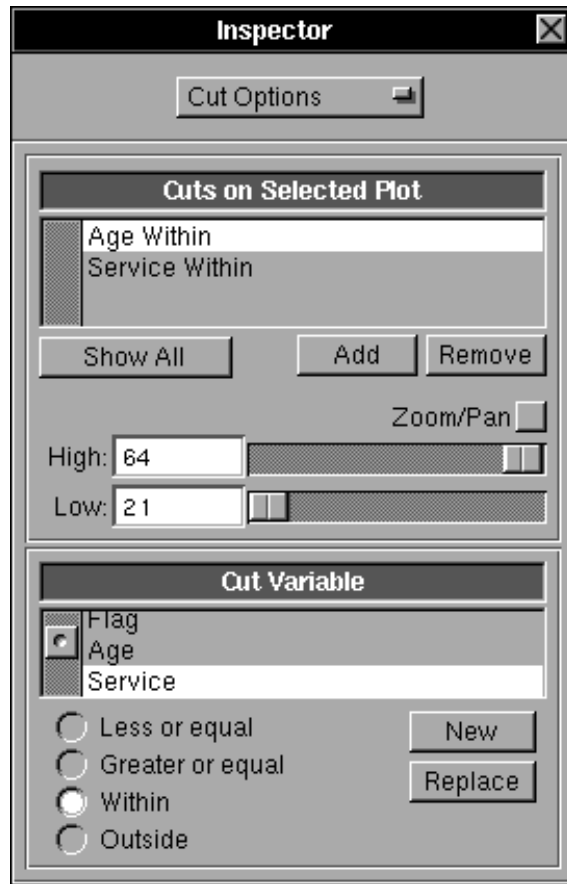 Inspector
Cut Options
Cuts on Selected Plot
Age Within
Service Within
Show All Add Remove
Zoom/Pan
High: 64
Low: 21
Cut Variable
Flag
Age
Service
Less or equal New
Greater or equal
Replace
Within
Outside